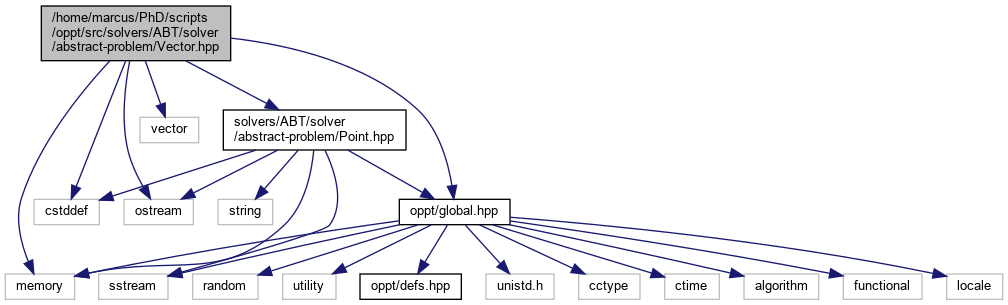 /home/marcus/PhD/scripts
/oppt/src/solvers/ABT/solver
/abstract-problem/Vector.hpp
vector
solvers/ABT/solver
/abstract-problem/Point.hpp
cstddef
ostream
string
oppt/global.hpp
memory
sstream
random
utility
oppt/defs.hpp
unistd.h
cctype
ctime
algorithm
functional
locale